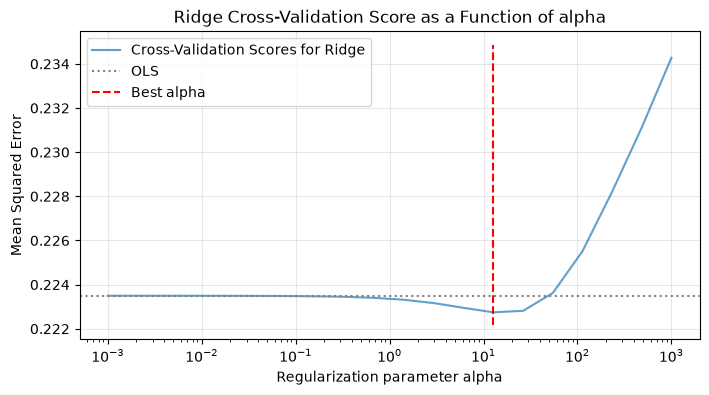 Ridge Cross-Validation Score as a Function of alpha
Cross-Validation Scores for Ridge
OLS
Best alpha
Mean Squared Error
0.234
0.232
0.230
0.228
0.226
0.224
0.222
10⁻³
10⁻²
10⁻¹
10⁰
10¹
10²
10³
Regularization parameter alpha